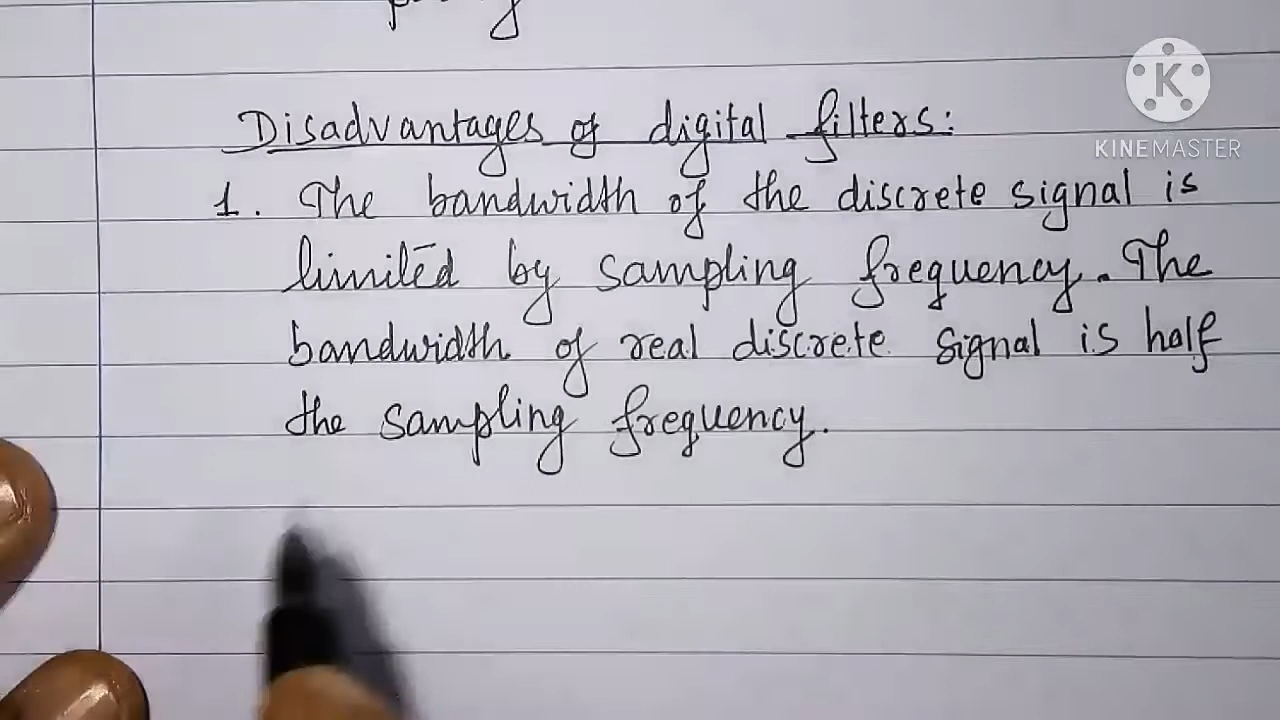 K
KINEMASTER
Disadvantages of digital filters:
1. The bandwidth of the discrete signal is
limited by sampling frequency. The
bandwidth of real discrete signal is half
the sampling frequency.